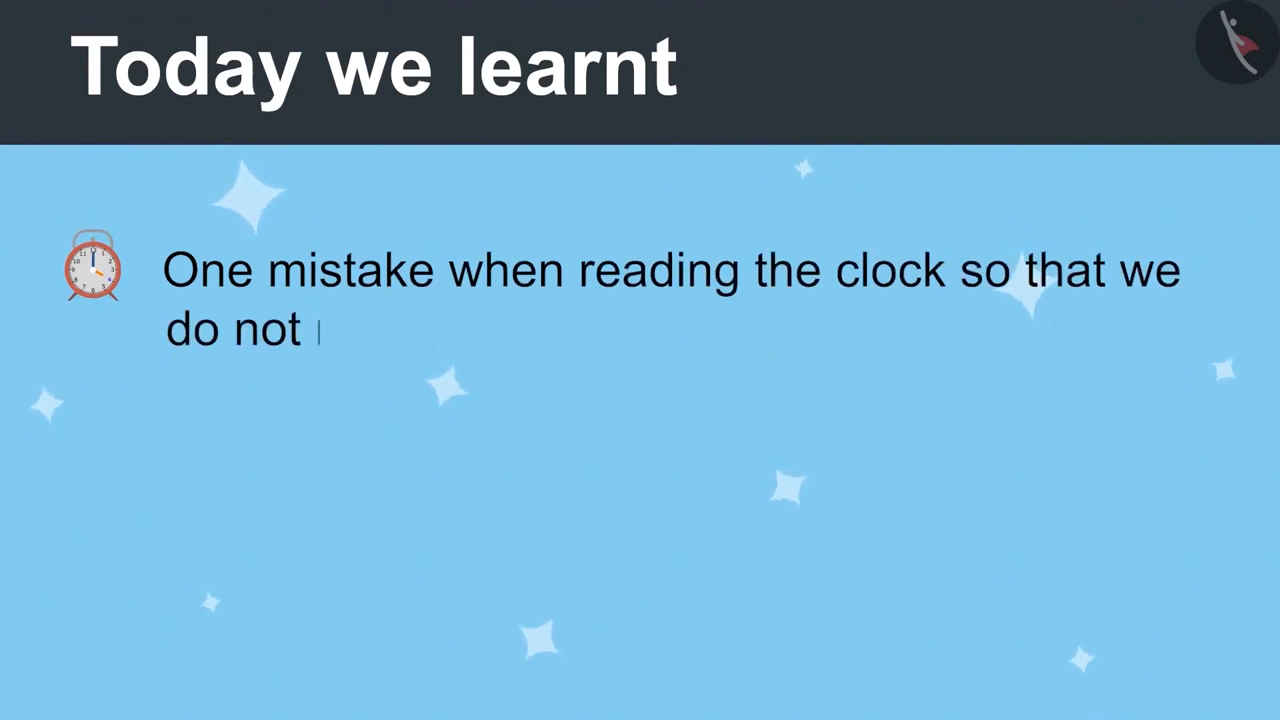 Today we learnt
One mistake when reading the clock so that we
do not